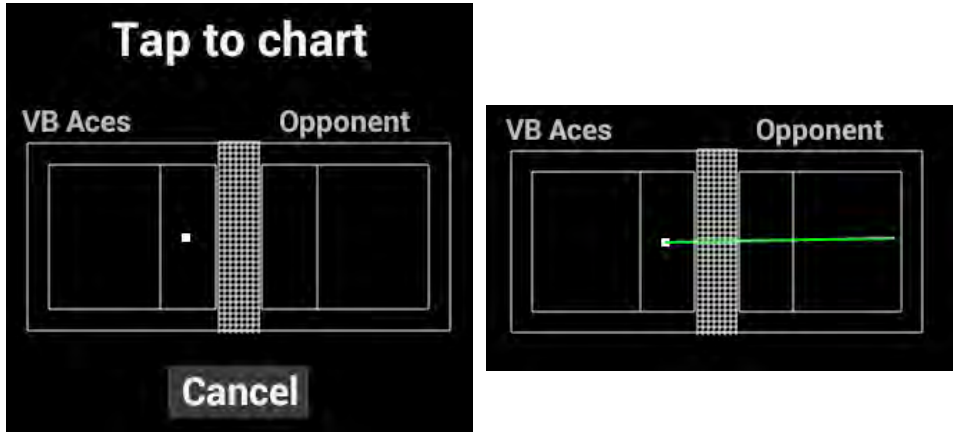 Tap to chart
VB Aces
Opponent
Cancel
VB Aces
Opponent